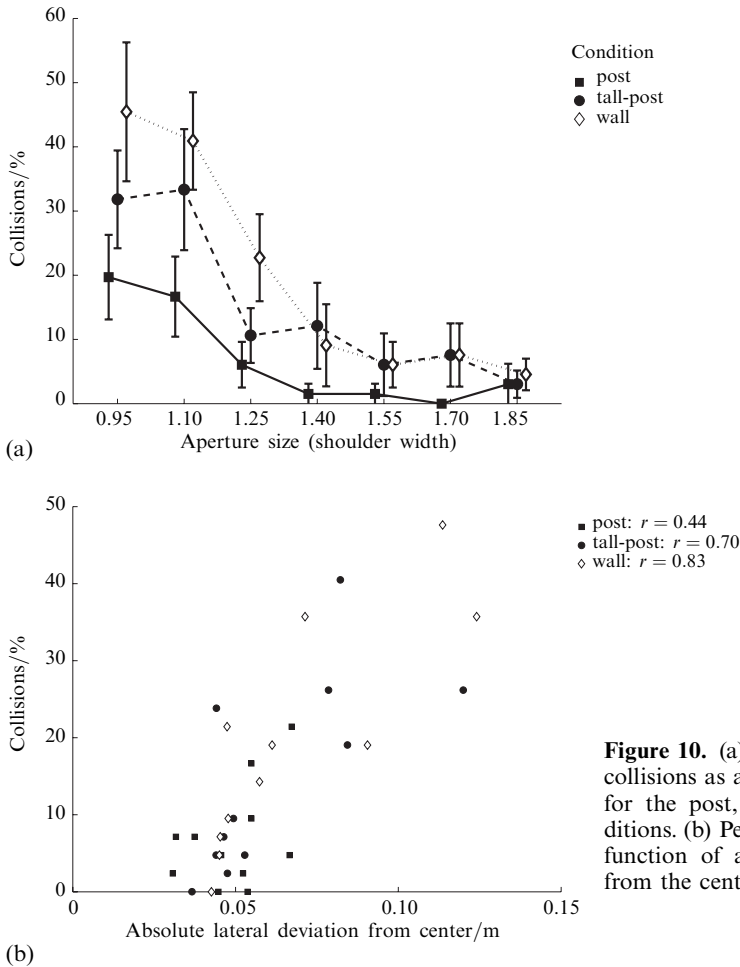 60
50
40
30
20
10
0
Collisions/%
0.95 1.10 1.25 1.40 1.55 1.70 1.85
Aperture size (shoulder width)
Condition
post
tall-post
wall
(a)
50
40
30
20
10
0
Collisions/%
0 0.05 0.10 0.15
Absolute lateral deviation from center/m
post: r = 0.44
tall-post: r = 0.70
wall: r = 0.83
(b)
Figure 10. (a)
collisions as a
for the post,
ditions. (b) Pe
function of a
from the cent